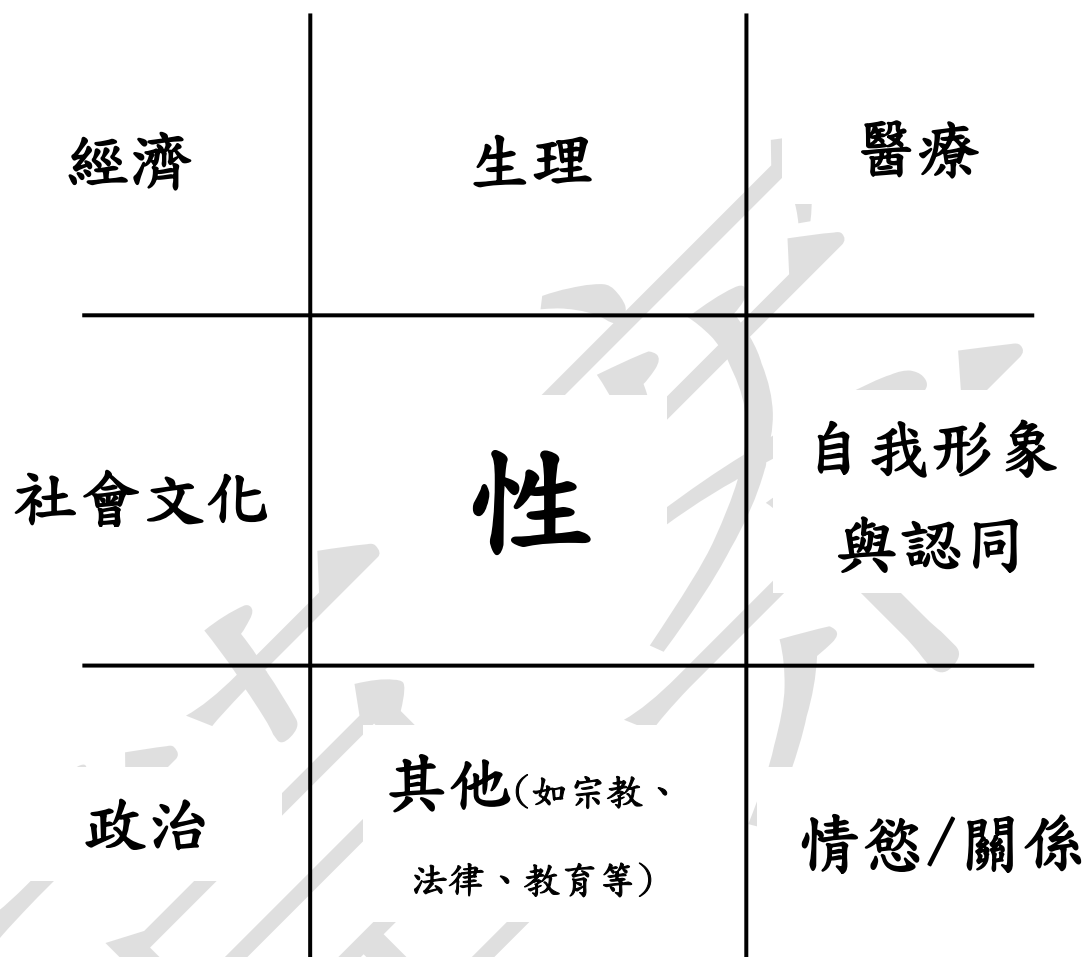 經濟
生理
醫療
社會文化
性
自我形象
與認同
政治
其他(如宗教、
法律、教育等)
情慾/關係